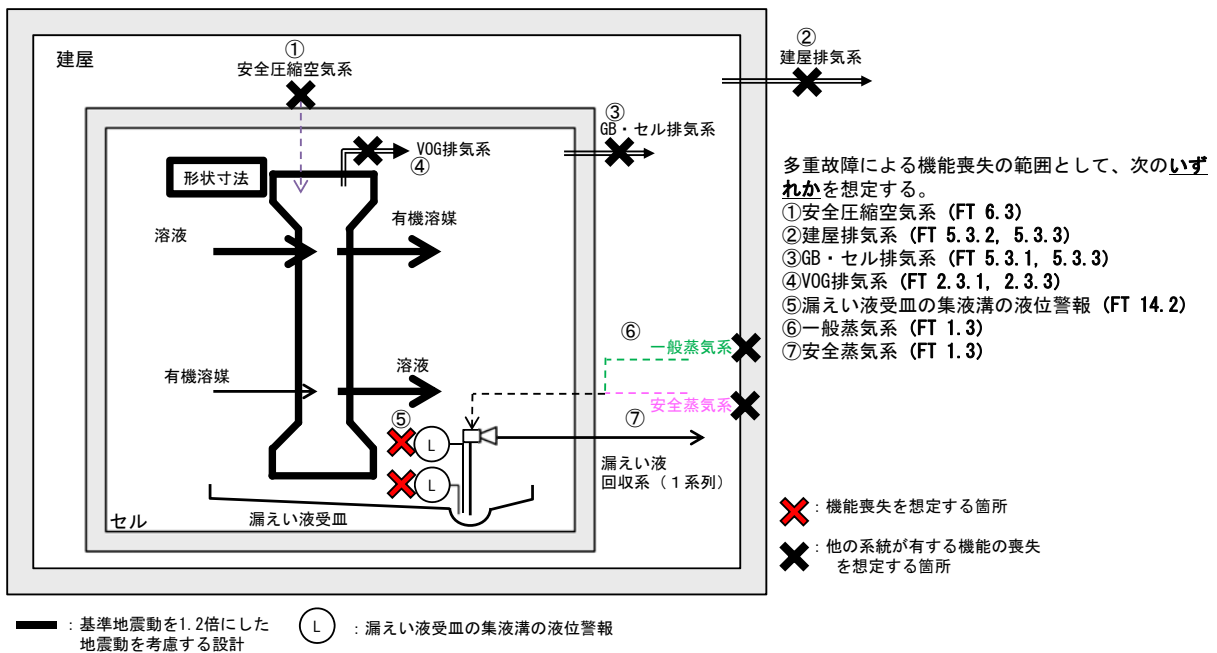 建屋
①
安全圧縮空気系
②
建屋排気系
③
GB・セル排気系
VOG排気系
④
形状寸法
溶液
有機溶媒
有機溶媒
溶液
⑤
L
L
⑥
一般蒸気系
安全蒸気系
⑦
漏えい液
回収系（１系列）
セル
漏えい液受皿
多重故障による機能喪失の範囲として、次のいず
れかを想定する。
①安全圧縮空気系 (FT 6.3)
②建屋排気系 (FT 5.3.2, 5.3.3)
③GB・セル排気系 (FT 5.3.1, 5.3.3)
④VOG排気系 (FT 2.3.1, 2.3.3)
⑤漏えい液受皿の集液溝の液位警報 (FT 14.2)
⑥一般蒸気系 (FT 1.3)
⑦安全蒸気系 (FT 1.3)
：機能喪失を想定する箇所
：他の系統が有する機能の喪失
を想定する箇所
：基準地震動を1.2倍にした
地震動を考慮する設計
L
：漏えい液受皿の集液溝の液位警報